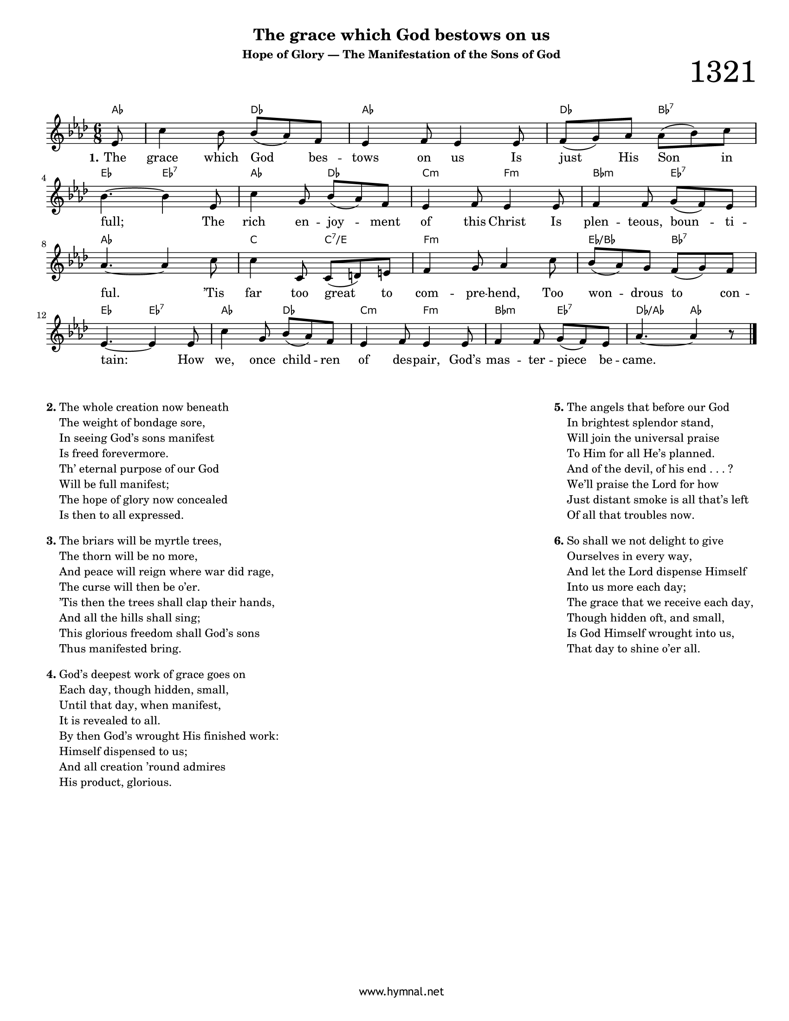 The grace which God bestows on us
Hope of Glory — The Manifestation of the Sons of God
1321
A♭ D♭ A♭ D♭ B♭7
1. The grace which God bes - tows on us Is just His Son in
4
E♭ E♭7 A♭ D♭ Cm Fm B♭m E♭7
full; The rich en - joy - ment of this Christ Is plen - teous, boun - ti -
8
A♭ C C7/E Fm E♭/B♭ B♭7
ful. ’Tis far too great to com - pre-hend, Too won - drous to con -
12
E♭ E♭7 A♭ D♭ Cm Fm B♭m E♭7 D♭/A♭ A♭
tain: How we, once child - ren of despair, God’s mas - ter - piece be - came.
2. The whole creation now beneath
The weight of bondage sore,
In seeing God’s sons manifest
Is freed forevermore.
Th’ eternal purpose of our God
Will be full manifest;
The hope of glory now concealed
Is then to all expressed.
3. The briars will be myrtle trees,
The thorn will be no more,
And peace will reign where war did rage,
The curse will then be o’er.
’Tis then the trees shall clap their hands,
And all the hills shall sing;
This glorious freedom shall God’s sons
Thus manifested bring.
4. God’s deepest work of grace goes on
Each day, though hidden, small,
Until that day, when manifest,
It is revealed to all.
By then God’s wrought His finished work:
Himself dispensed to us;
And all creation ’round admires
His product, glorious.
5. The angels that before our God
In brightest splendor stand,
Will join the universal praise
To Him for all He’s planned.
And of the devil, of his end . . . ?
We’ll praise the Lord for how
Just distant smoke is all that’s left
Of all that troubles now.
6. So shall we not delight to give
Ourselves in every way,
And let the Lord dispense Himself
Into us more each day;
The grace that we receive each day,
Though hidden oft, and small,
Is God Himself wrought into us,
That day to shine o’er all.
www.hymnal.net